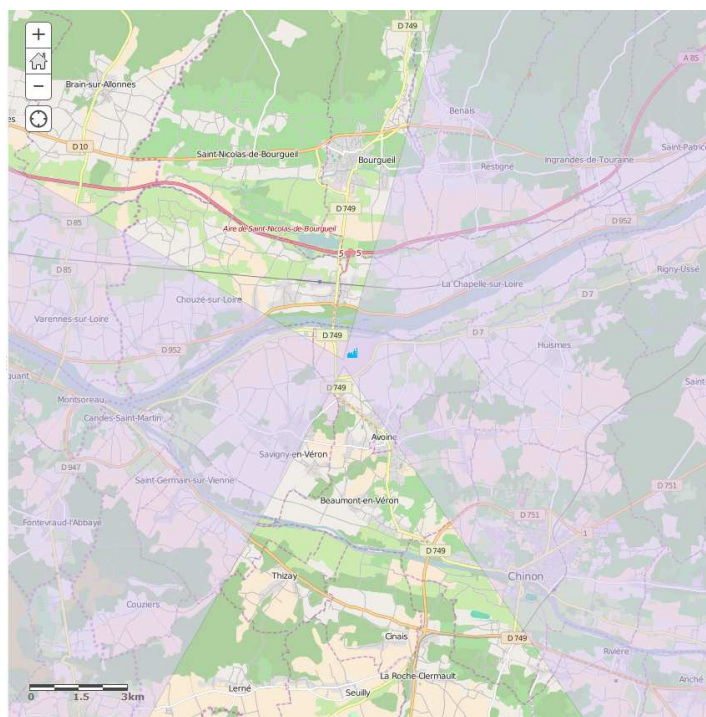 +
−
D 749
A 85
Brain-sur-Allonnes
Benais
D 10
Saint-Nicolas-de-Bourgueil
Bourgueil
Restigné
Ingrandes-de-Touraine
Saint-Patric
D 749
D 85
Aire de Saint-Nicolas-de-Bourgueil
D 952
5
5
D 85
Rigny-Ussé
La Chapelle-sur-Loire
Chouzé-sur-Loire
D 7
Varennes-sur-Loire
D 749
D 7
D 952
Huismes
quant
Saint
D 749
Montsoreau
Candes-Saint-Martin
Avoine
Savigny-en-Véron
D 947
Saint-Germain-sur-Vienne
D 751
Beaumont-en-Véron
D 751
Fontevraud-l'Abbaye
1
D 749
Chinon
Thizay
Couziers
Cinais
D 749
Rivière
La Roche-Clermault
Lerné
Seuilly
0 1.5 3km